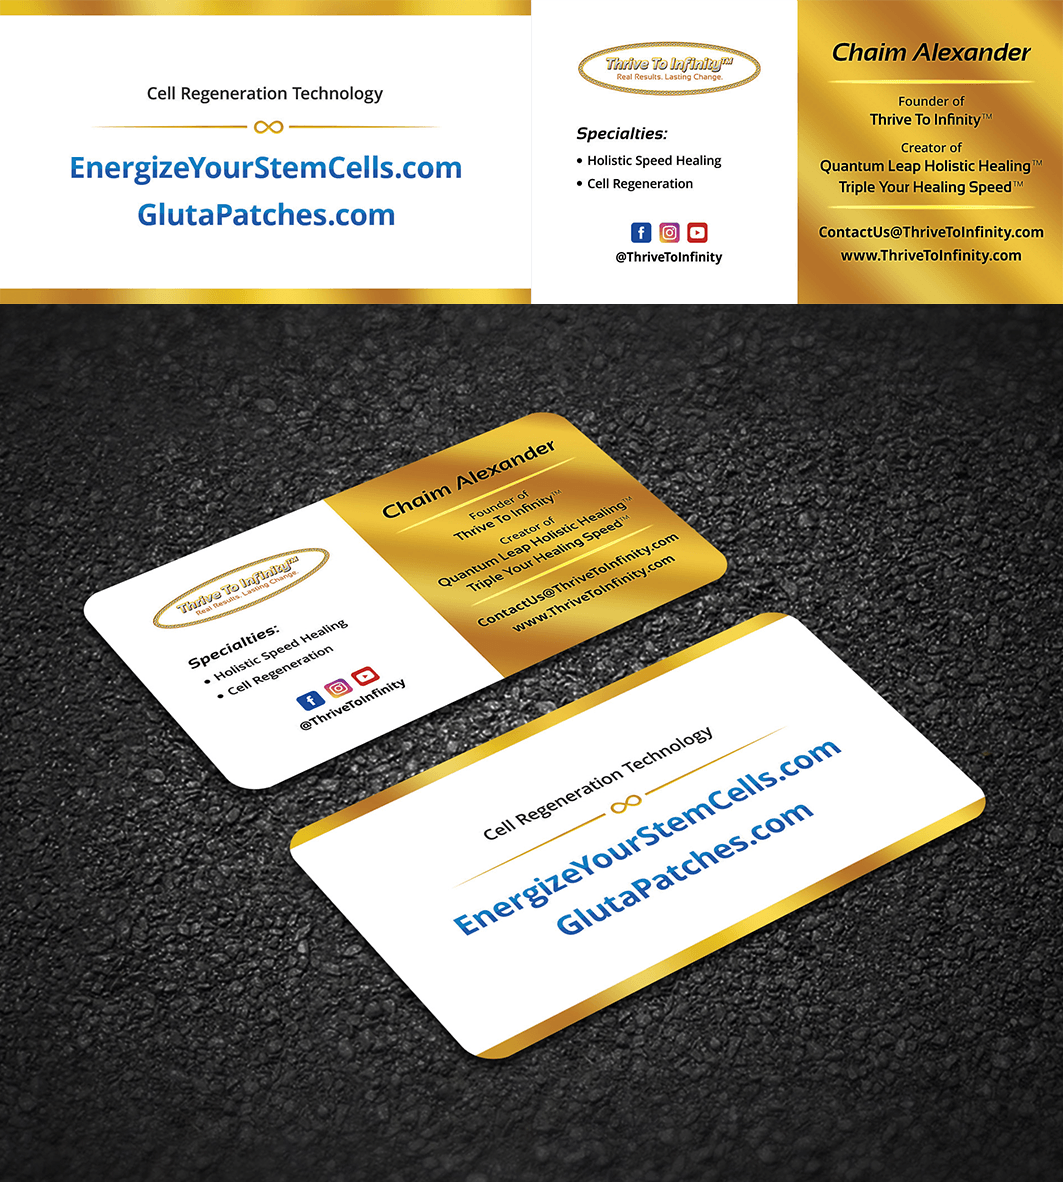 Cell Regeneration Technology
EnergizeYourStemCells.com
GlutaPatches.com
Thrive To Infinity™
Real Results. Lasting Change.
Specialties:
• Holistic Speed Healing
• Cell Regeneration
@ThriveToInfinity
Chaim Alexander
Founder of
Thrive To Infinity™
Creator of
Quantum Leap Holistic Healing™
Triple Your Healing Speed™
ContactUs@ThriveToInfinity.com
www.ThriveToInfinity.com
Thrive To Infinity™
Real Results. Lasting Change.
Specialties:
• Holistic Speed Healing
• Cell Regeneration
@ThriveToInfinity
Chaim Alexander
Founder of
Thrive To Infinity™
Creator of
Quantum Leap Holistic Healing™
Triple Your Healing Speed™
ContactUs@ThriveToInfinity.com
www.ThriveToInfinity.com
Cell Regeneration Technology
EnergizeYourStemCells.com
GlutaPatches.com